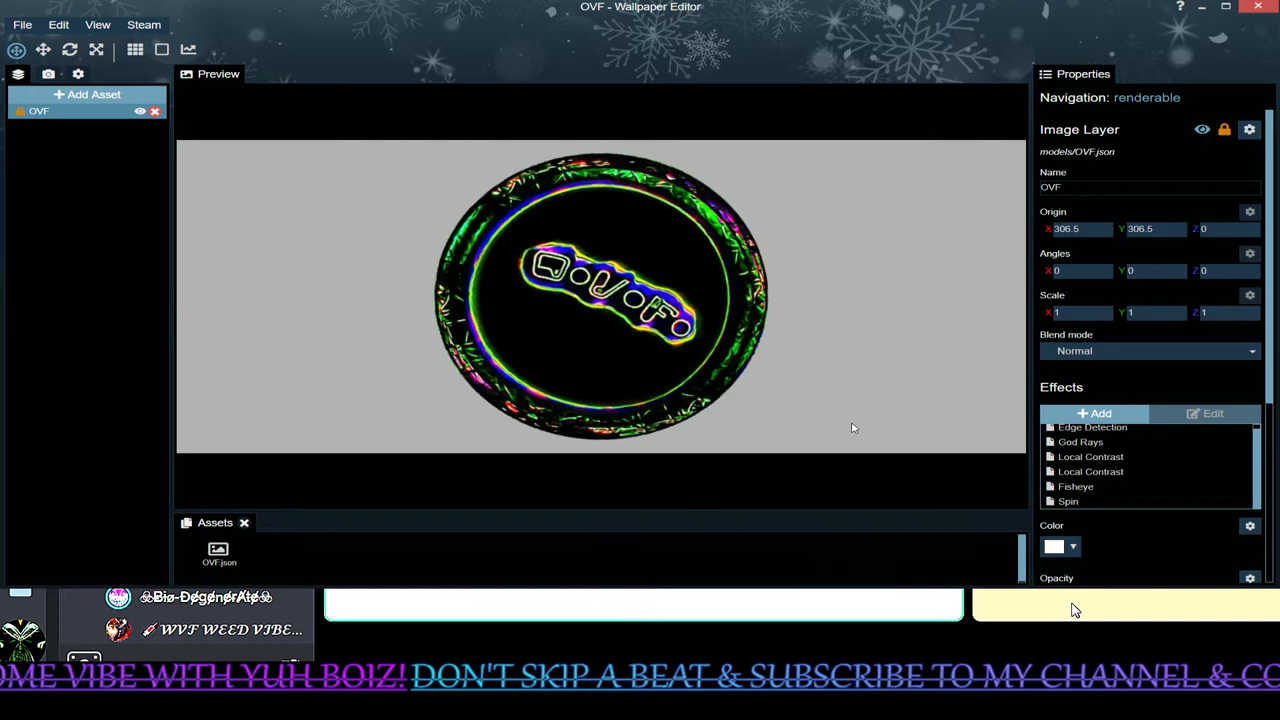 OVF - Wallpaper Editor
File Edit View Steam
Preview
Properties
+ Add Asset
OVF
Navigation: renderable
Image Layer
models/OVF.json
Name
OVF
Origin
X 306.5 Y 306.5 Z 0
Angles
X 0 Y 0 Z 0
Scale
X 1 Y 1 Z 1
Blend mode
Normal
Effects
+ Add Edit
Edge Detection
God Rays
Local Contrast
Local Contrast
Fisheye
Spin
Color
Opacity
Assets
OVF.json
☠Biø-ĐegenerAte☠
WVF WEED VIBE...
OME VIBE WITH YUH BOIZ! DON'T SKIP A BEAT & SUBSCRIBE TO MY CHANNEL & CO